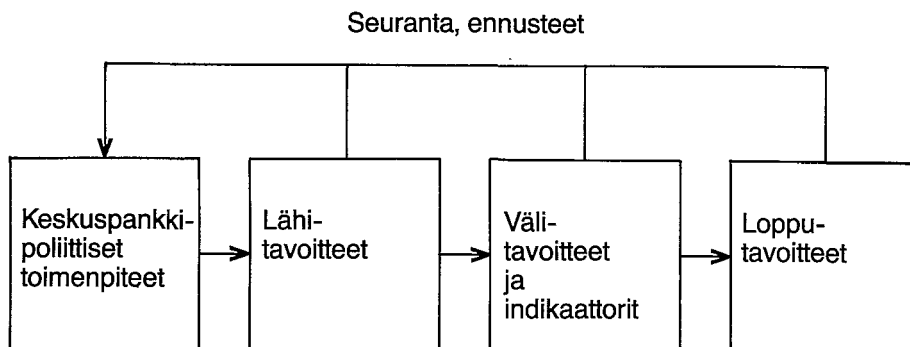 Seuranta, ennusteet
Keskuspankki-
poliittiset
toimenpiteet
Lähi-
tavoitteet
Väli-
tavoitteet
ja
indikaattorit
Loppu-
tavoitteet